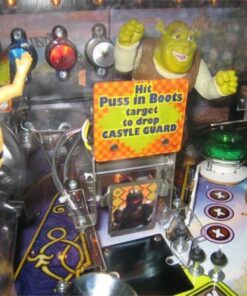 Hit
Puss in Boots
target
to drop
CASTLE GUARD